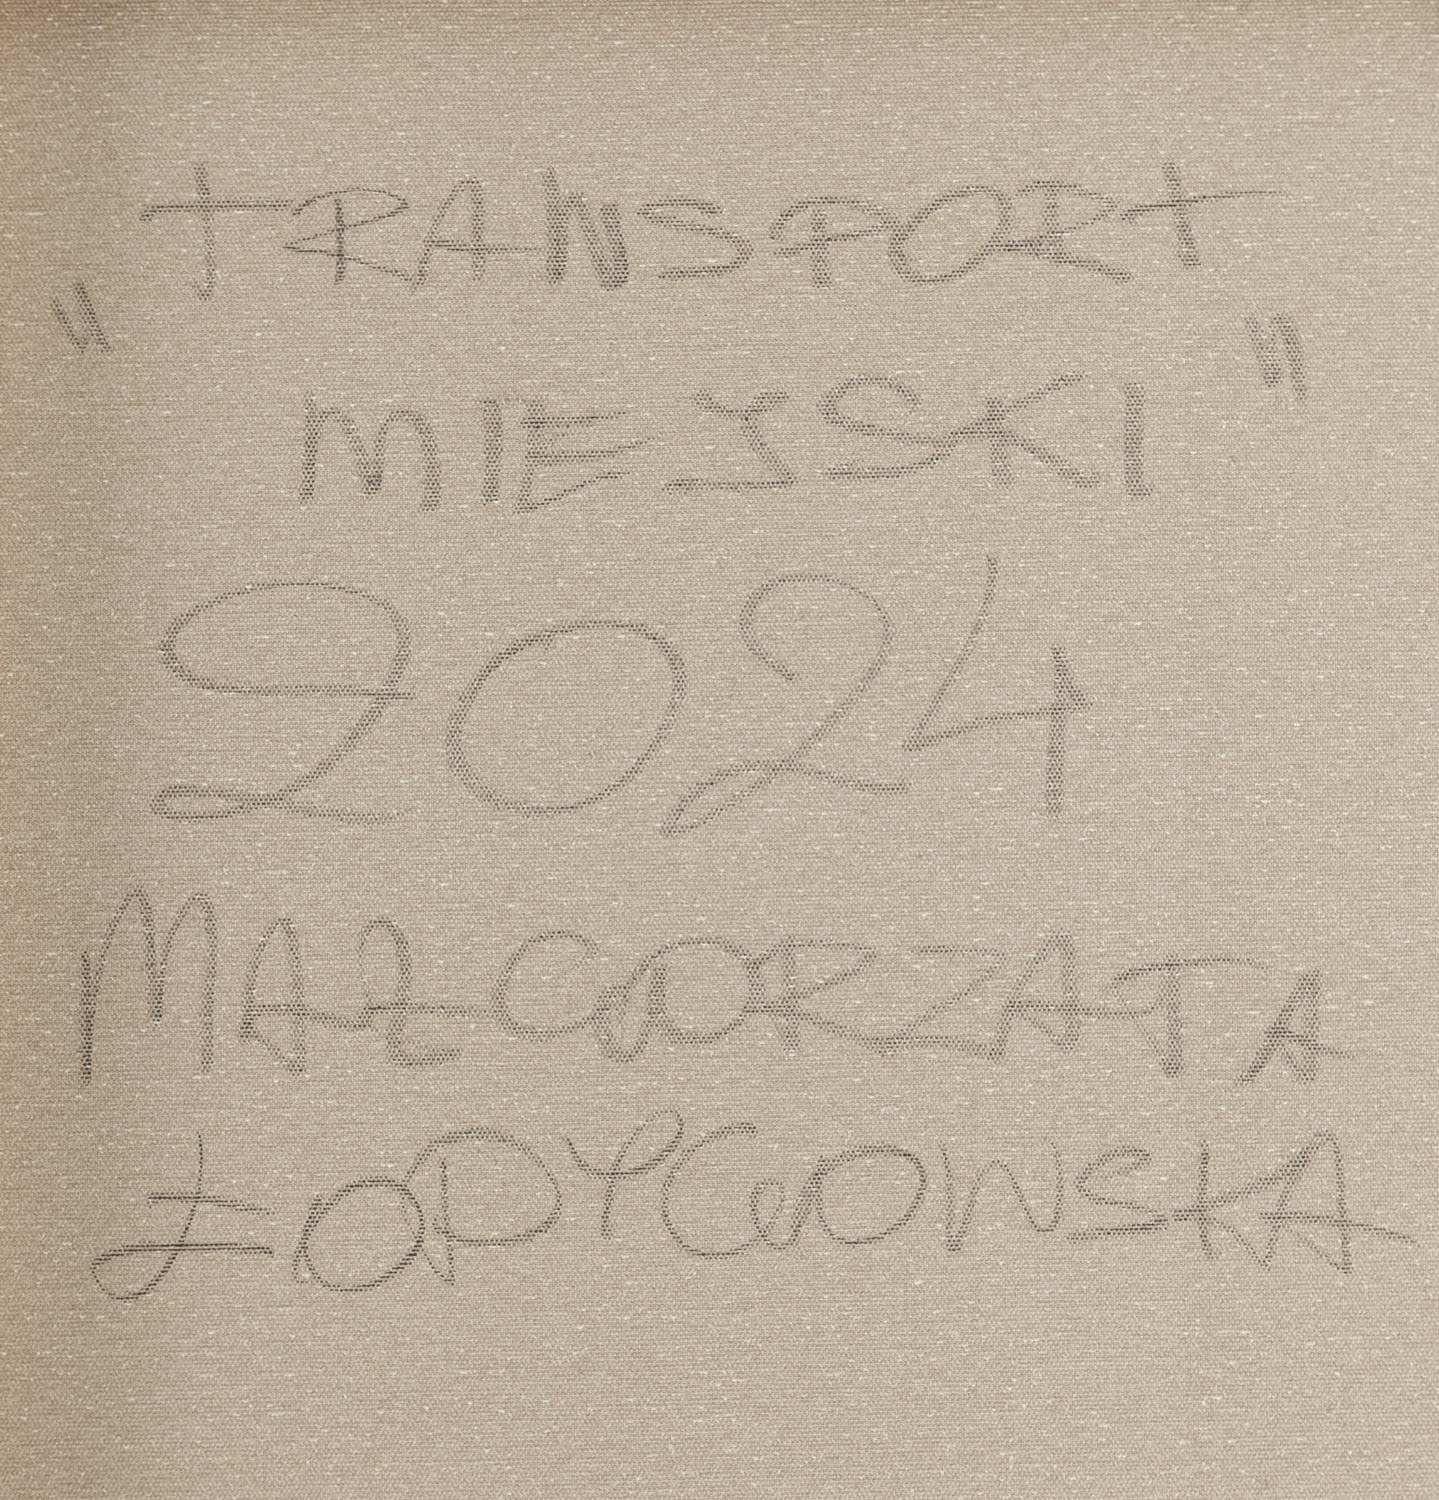 "TRANSPORT
MIEJSKI"
2024
MAŁGORZATA
ŁODYGOWSKA